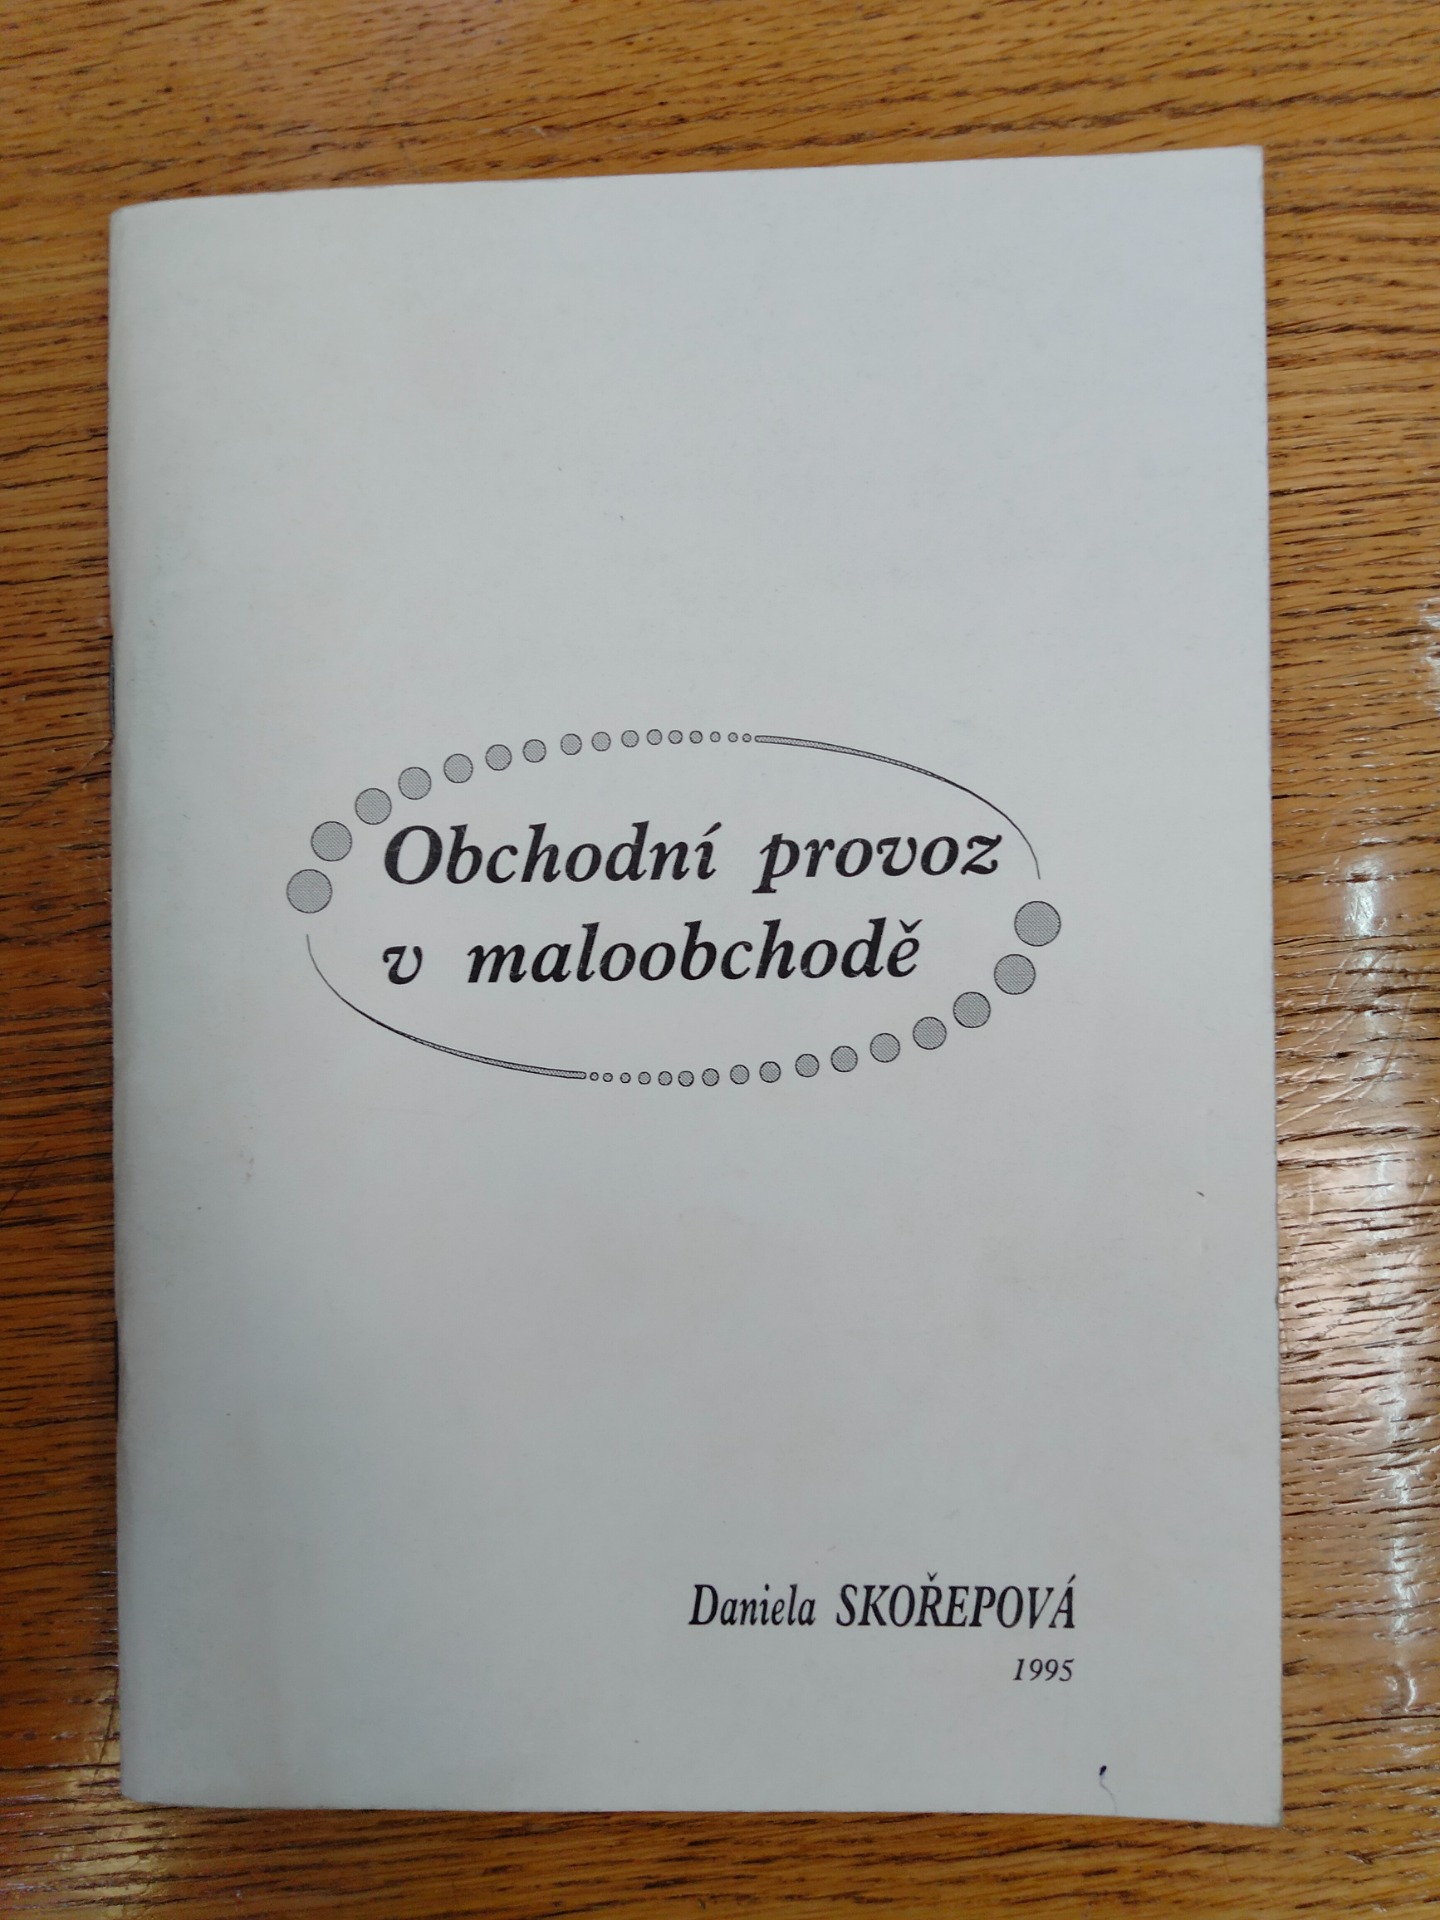 Obchodní provoz
v maloobchodě
Daniela SKOŘEPOVÁ
1995